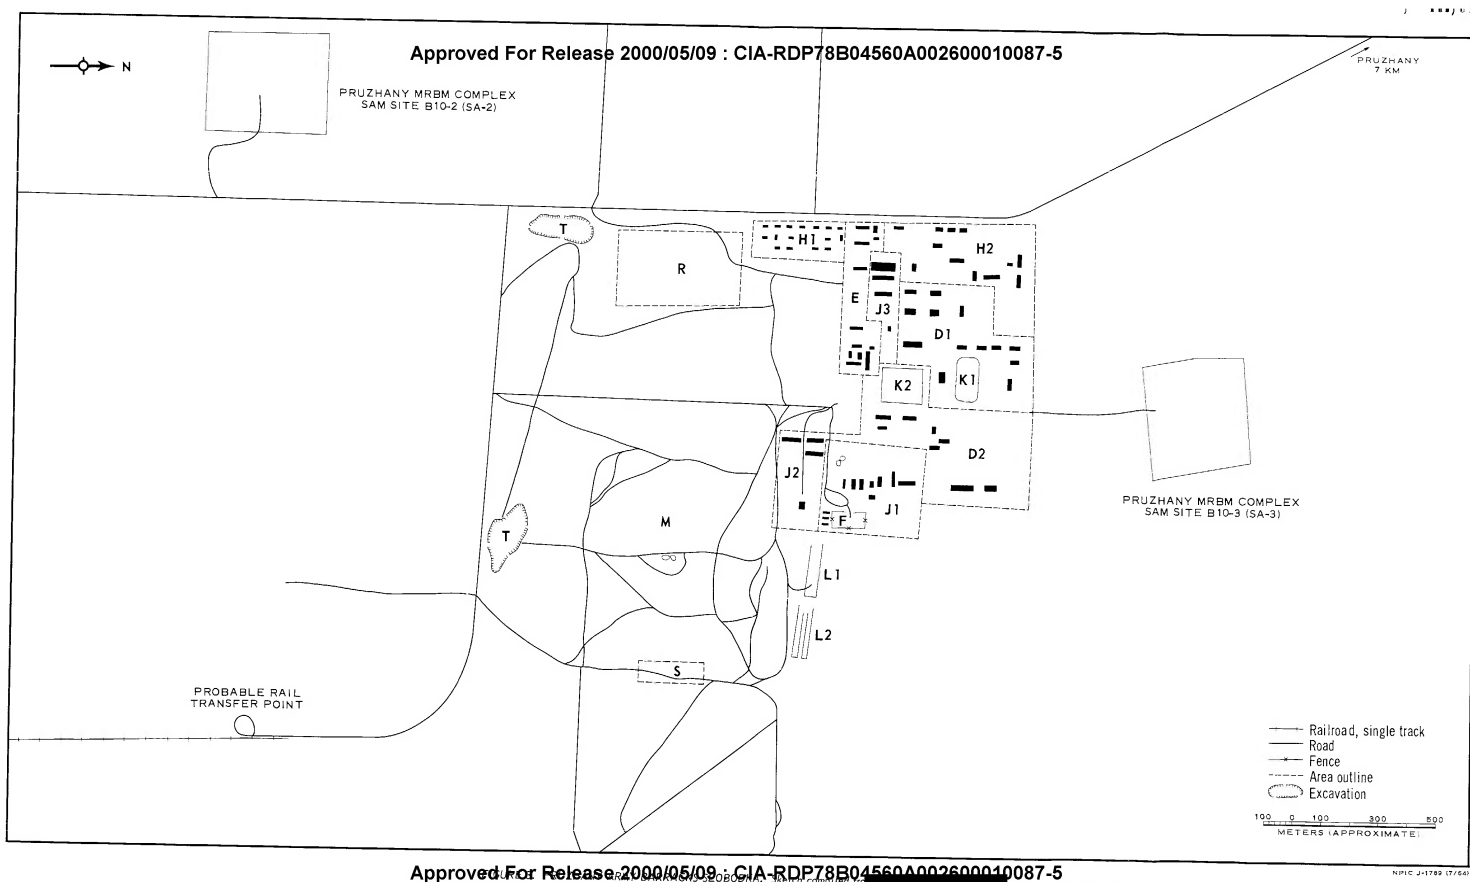 Approved For Release 2000/05/09 : CIA-RDP78B04560A002600010087-5
N
PRUZHANY MRBM COMPLEX
SAM SITE B10-2 (SA-2)
PRUZHANY
7 KM
T
R
H1
H2
E
J3
D1
K2
K1
J2
D2
J1
F
M
T
L1
L2
S
PRUZHANY MRBM COMPLEX
SAM SITE B10-3 (SA-3)
PROBABLE RAIL
TRANSFER POINT
Railroad, single track
Road
Fence
Area outline
Excavation
100 0 100 300 500
METERS (APPROXIMATE)
NPIC J-1789 (7/64)
Approved For Release 2000/05/09 : CIA-RDP78B04560A002600010087-5